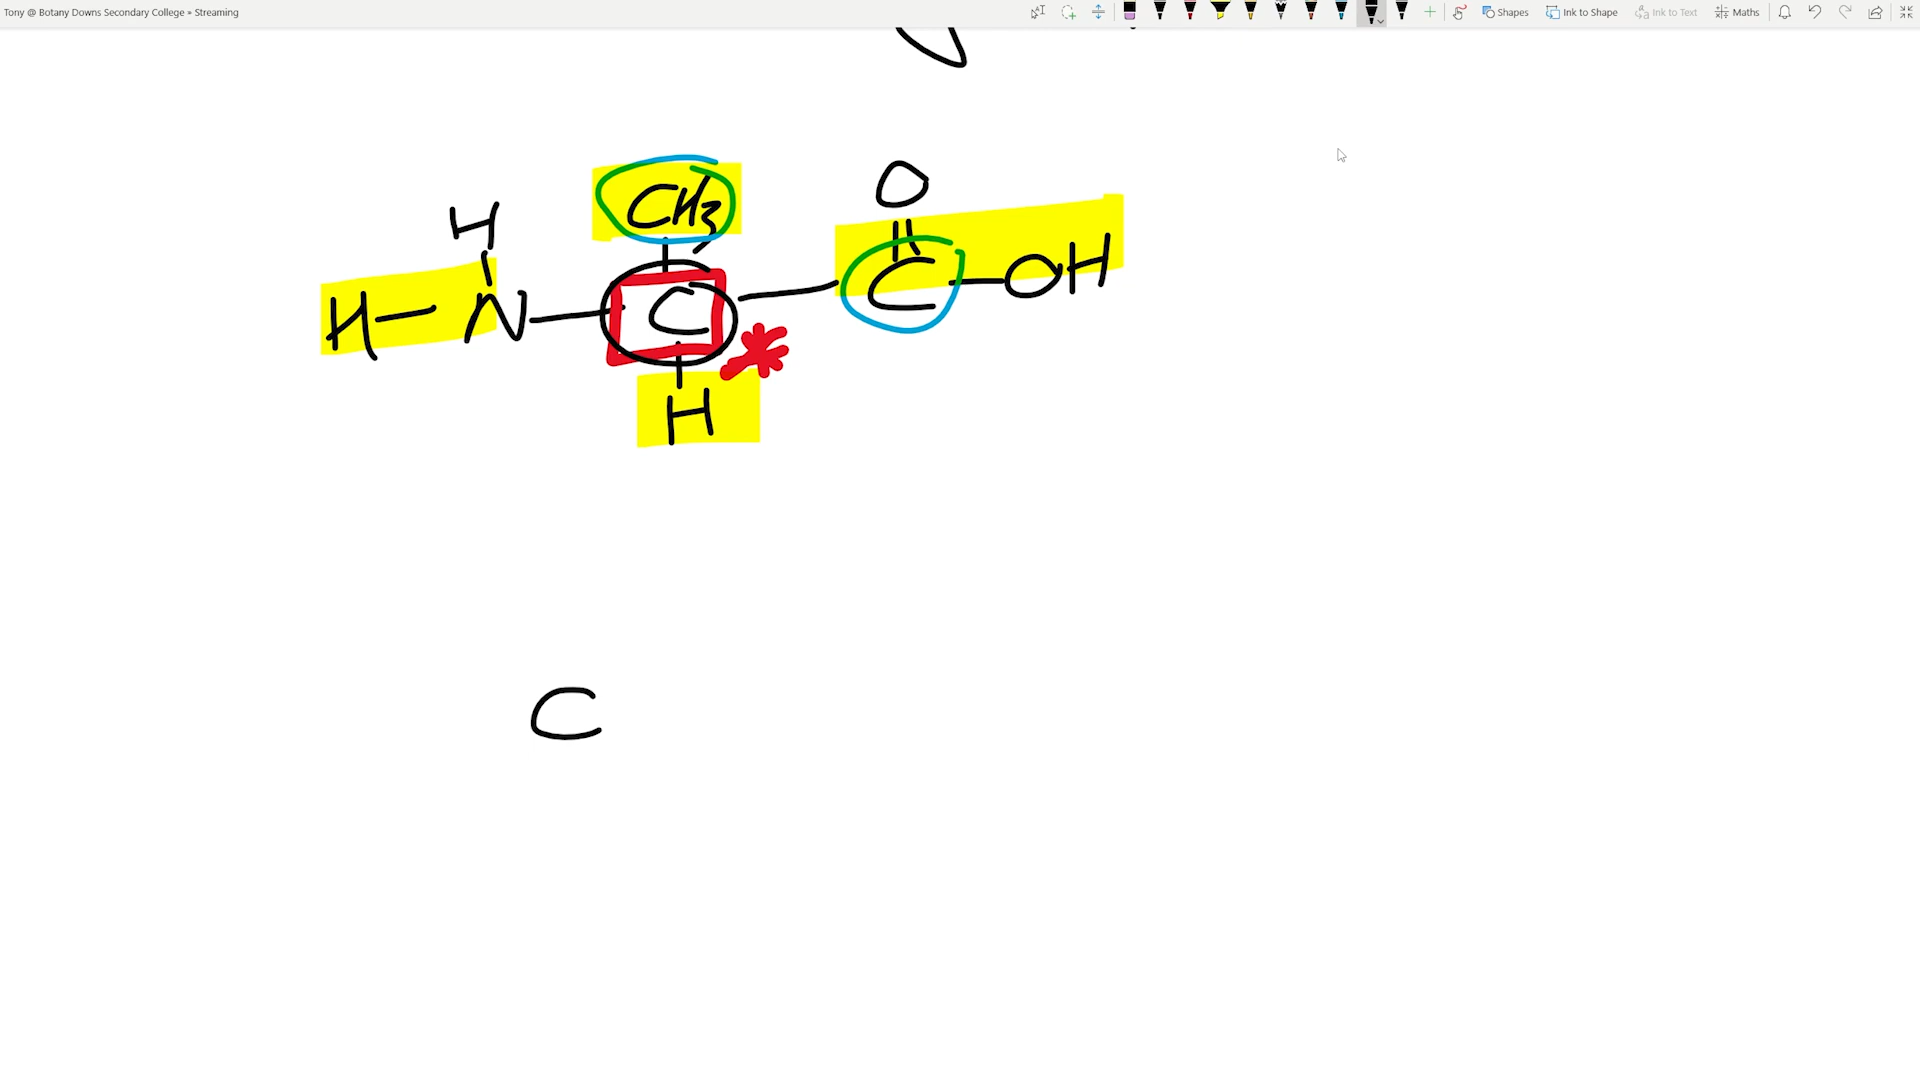 Tony @ Botany Downs Secondary College » Streaming
Shapes Ink to Shape Ink to Text Maths
CH3 O
H
H — N — C — C — OH
H
C